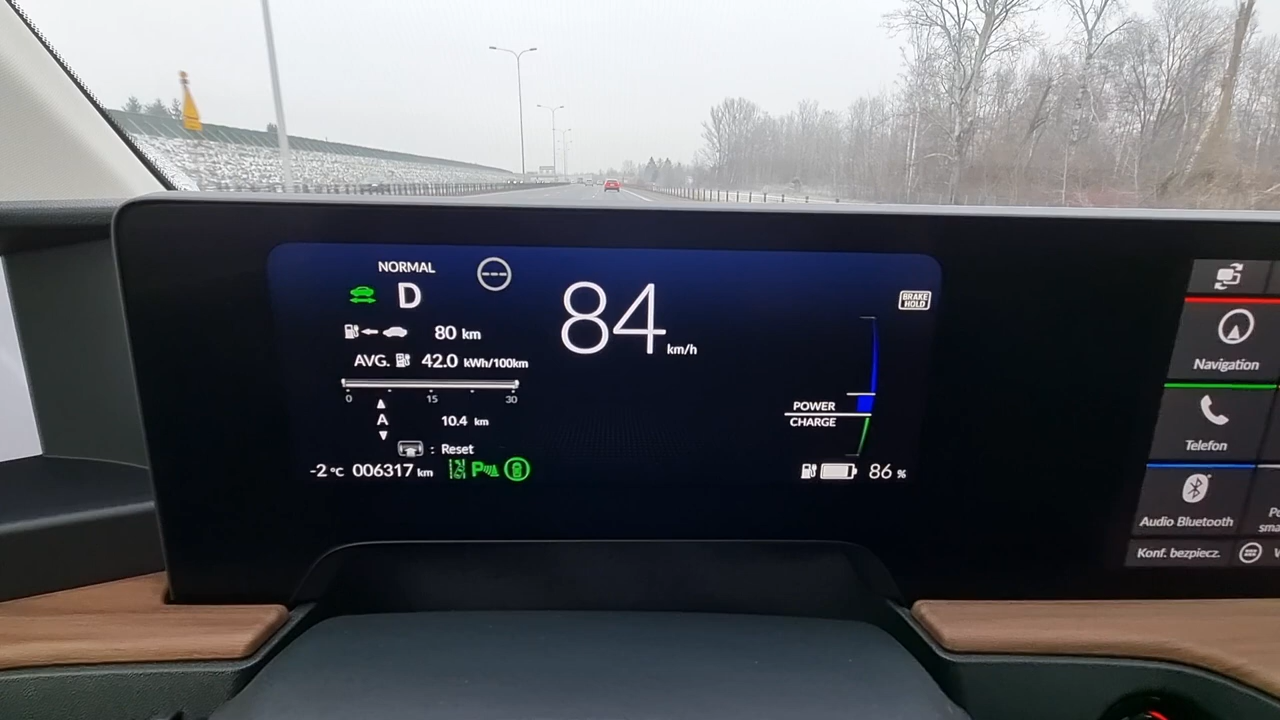 NORMAL
D
84 km/h
BRAKE HOLD
80 km
AVG. 42.0 kWh/100km
0 15 30
A 10.4 km
: Reset
-2 °C 006317 km P
POWER
CHARGE
86 %
Navigation
Telefon
Audio Bluetooth
Konf. bezpiecz.